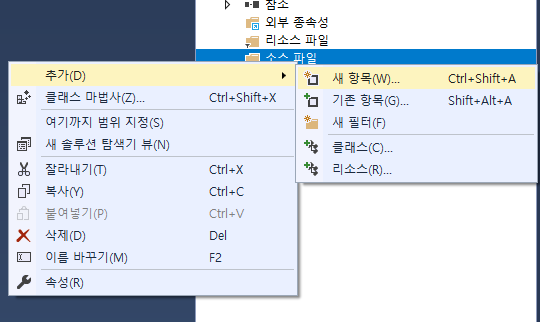 참조
외부 종속성
리소스 파일
소스 파일
추가(D)
클래스 마법사(Z)... Ctrl+Shift+X
여기까지 범위 지정(S)
새 솔루션 탐색기 뷰(N)
잘라내기(T) Ctrl+X
복사(Y) Ctrl+C
붙여넣기(P) Ctrl+V
삭제(D) Del
이름 바꾸기(M) F2
속성(R)
새 항목(W)... Ctrl+Shift+A
기존 항목(G)... Shift+Alt+A
새 필터(F)
클래스(C)...
리소스(R)...